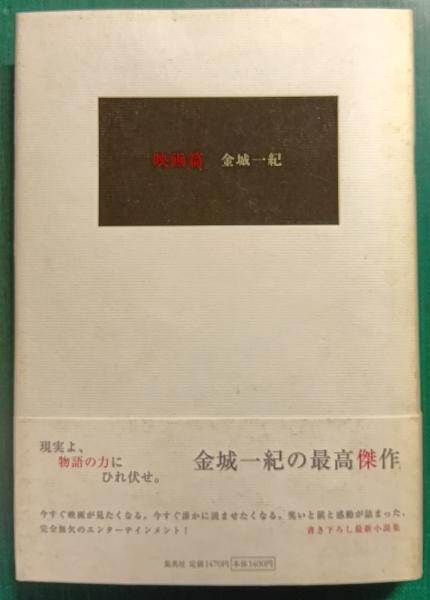 映画篇 金城一紀
現実よ、
物語の力に
ひれ伏せ。
金城一紀の最高傑作
今すぐ映画が見たくなる。今すぐ誰かに読ませたくなる。笑いと涙と感動が詰まった、
完全無欠のエンターテインメント!
書き下ろし最新小説集
集英社 定価1470円 本体1400円